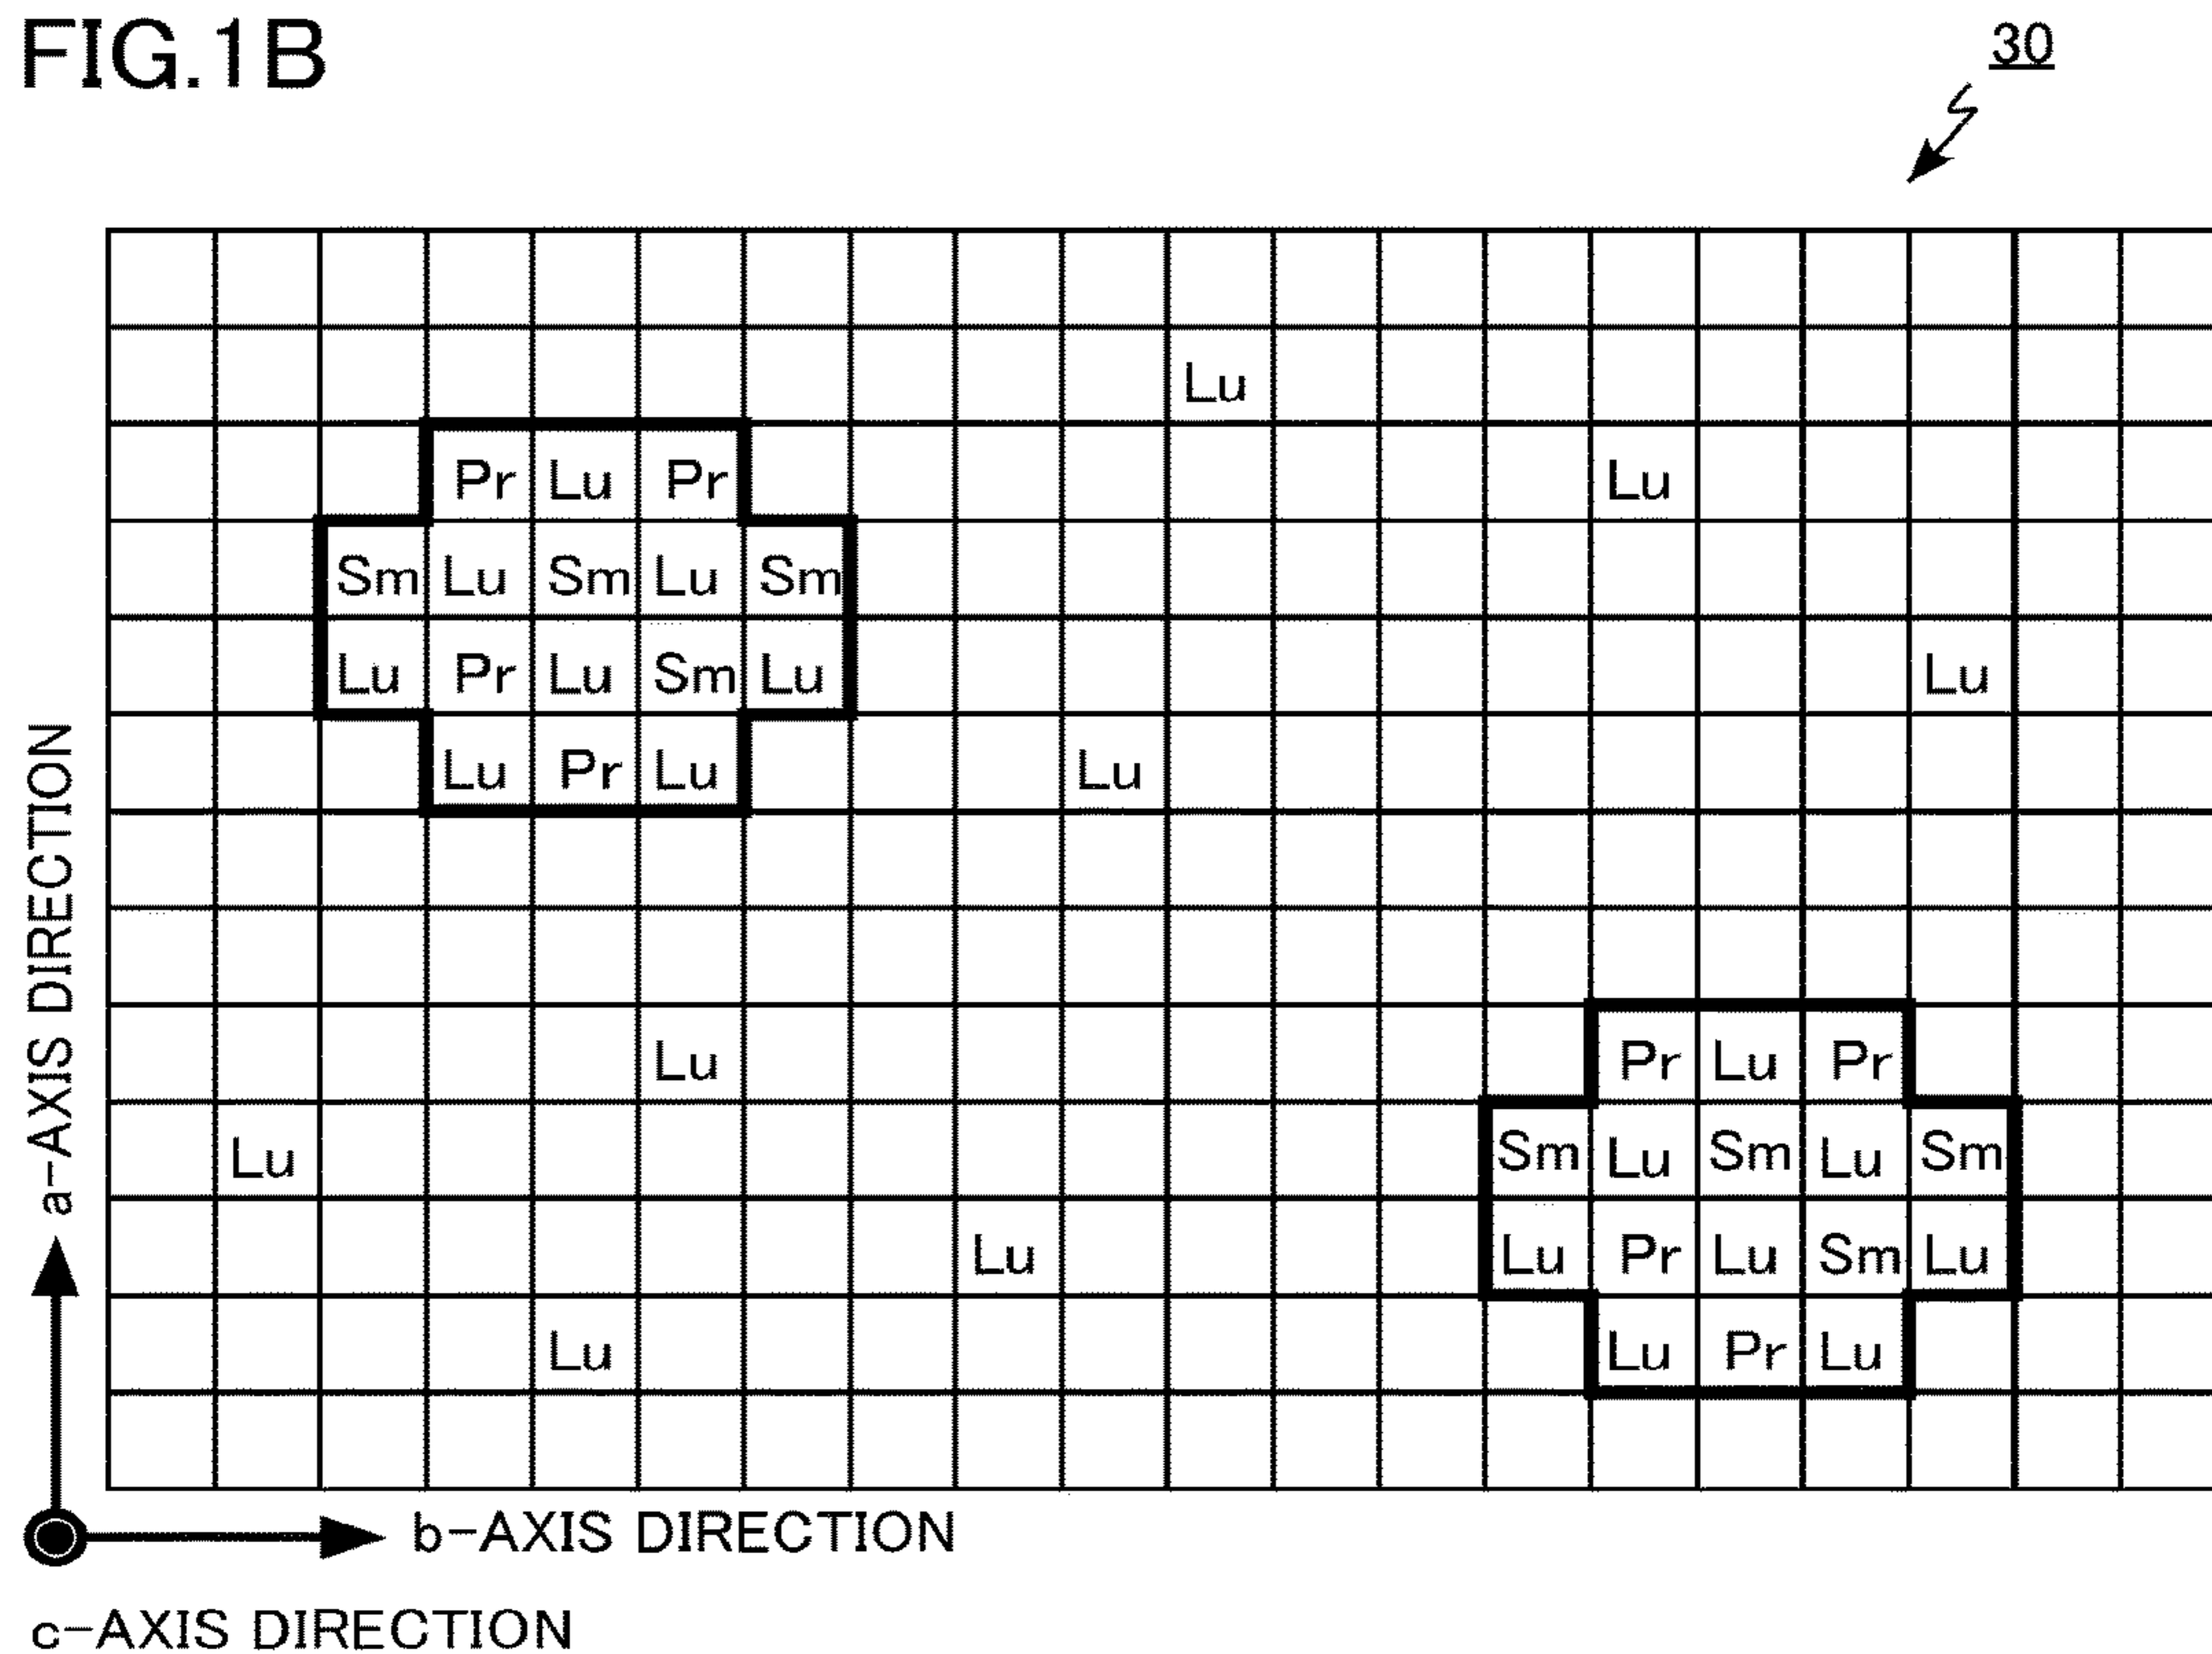 FIG.1B
30
Lu
Pr Lu Pr Lu
Sm Lu Sm Lu Sm
Lu Pr Lu Sm Lu Lu
Lu Pr Lu Lu
Lu Pr Lu Pr
Lu Sm Lu Sm Lu Sm
Lu Lu Pr Lu Sm Lu
Lu Lu Pr Lu
a-AXIS DIRECTION
b-AXIS DIRECTION
c-AXIS DIRECTION